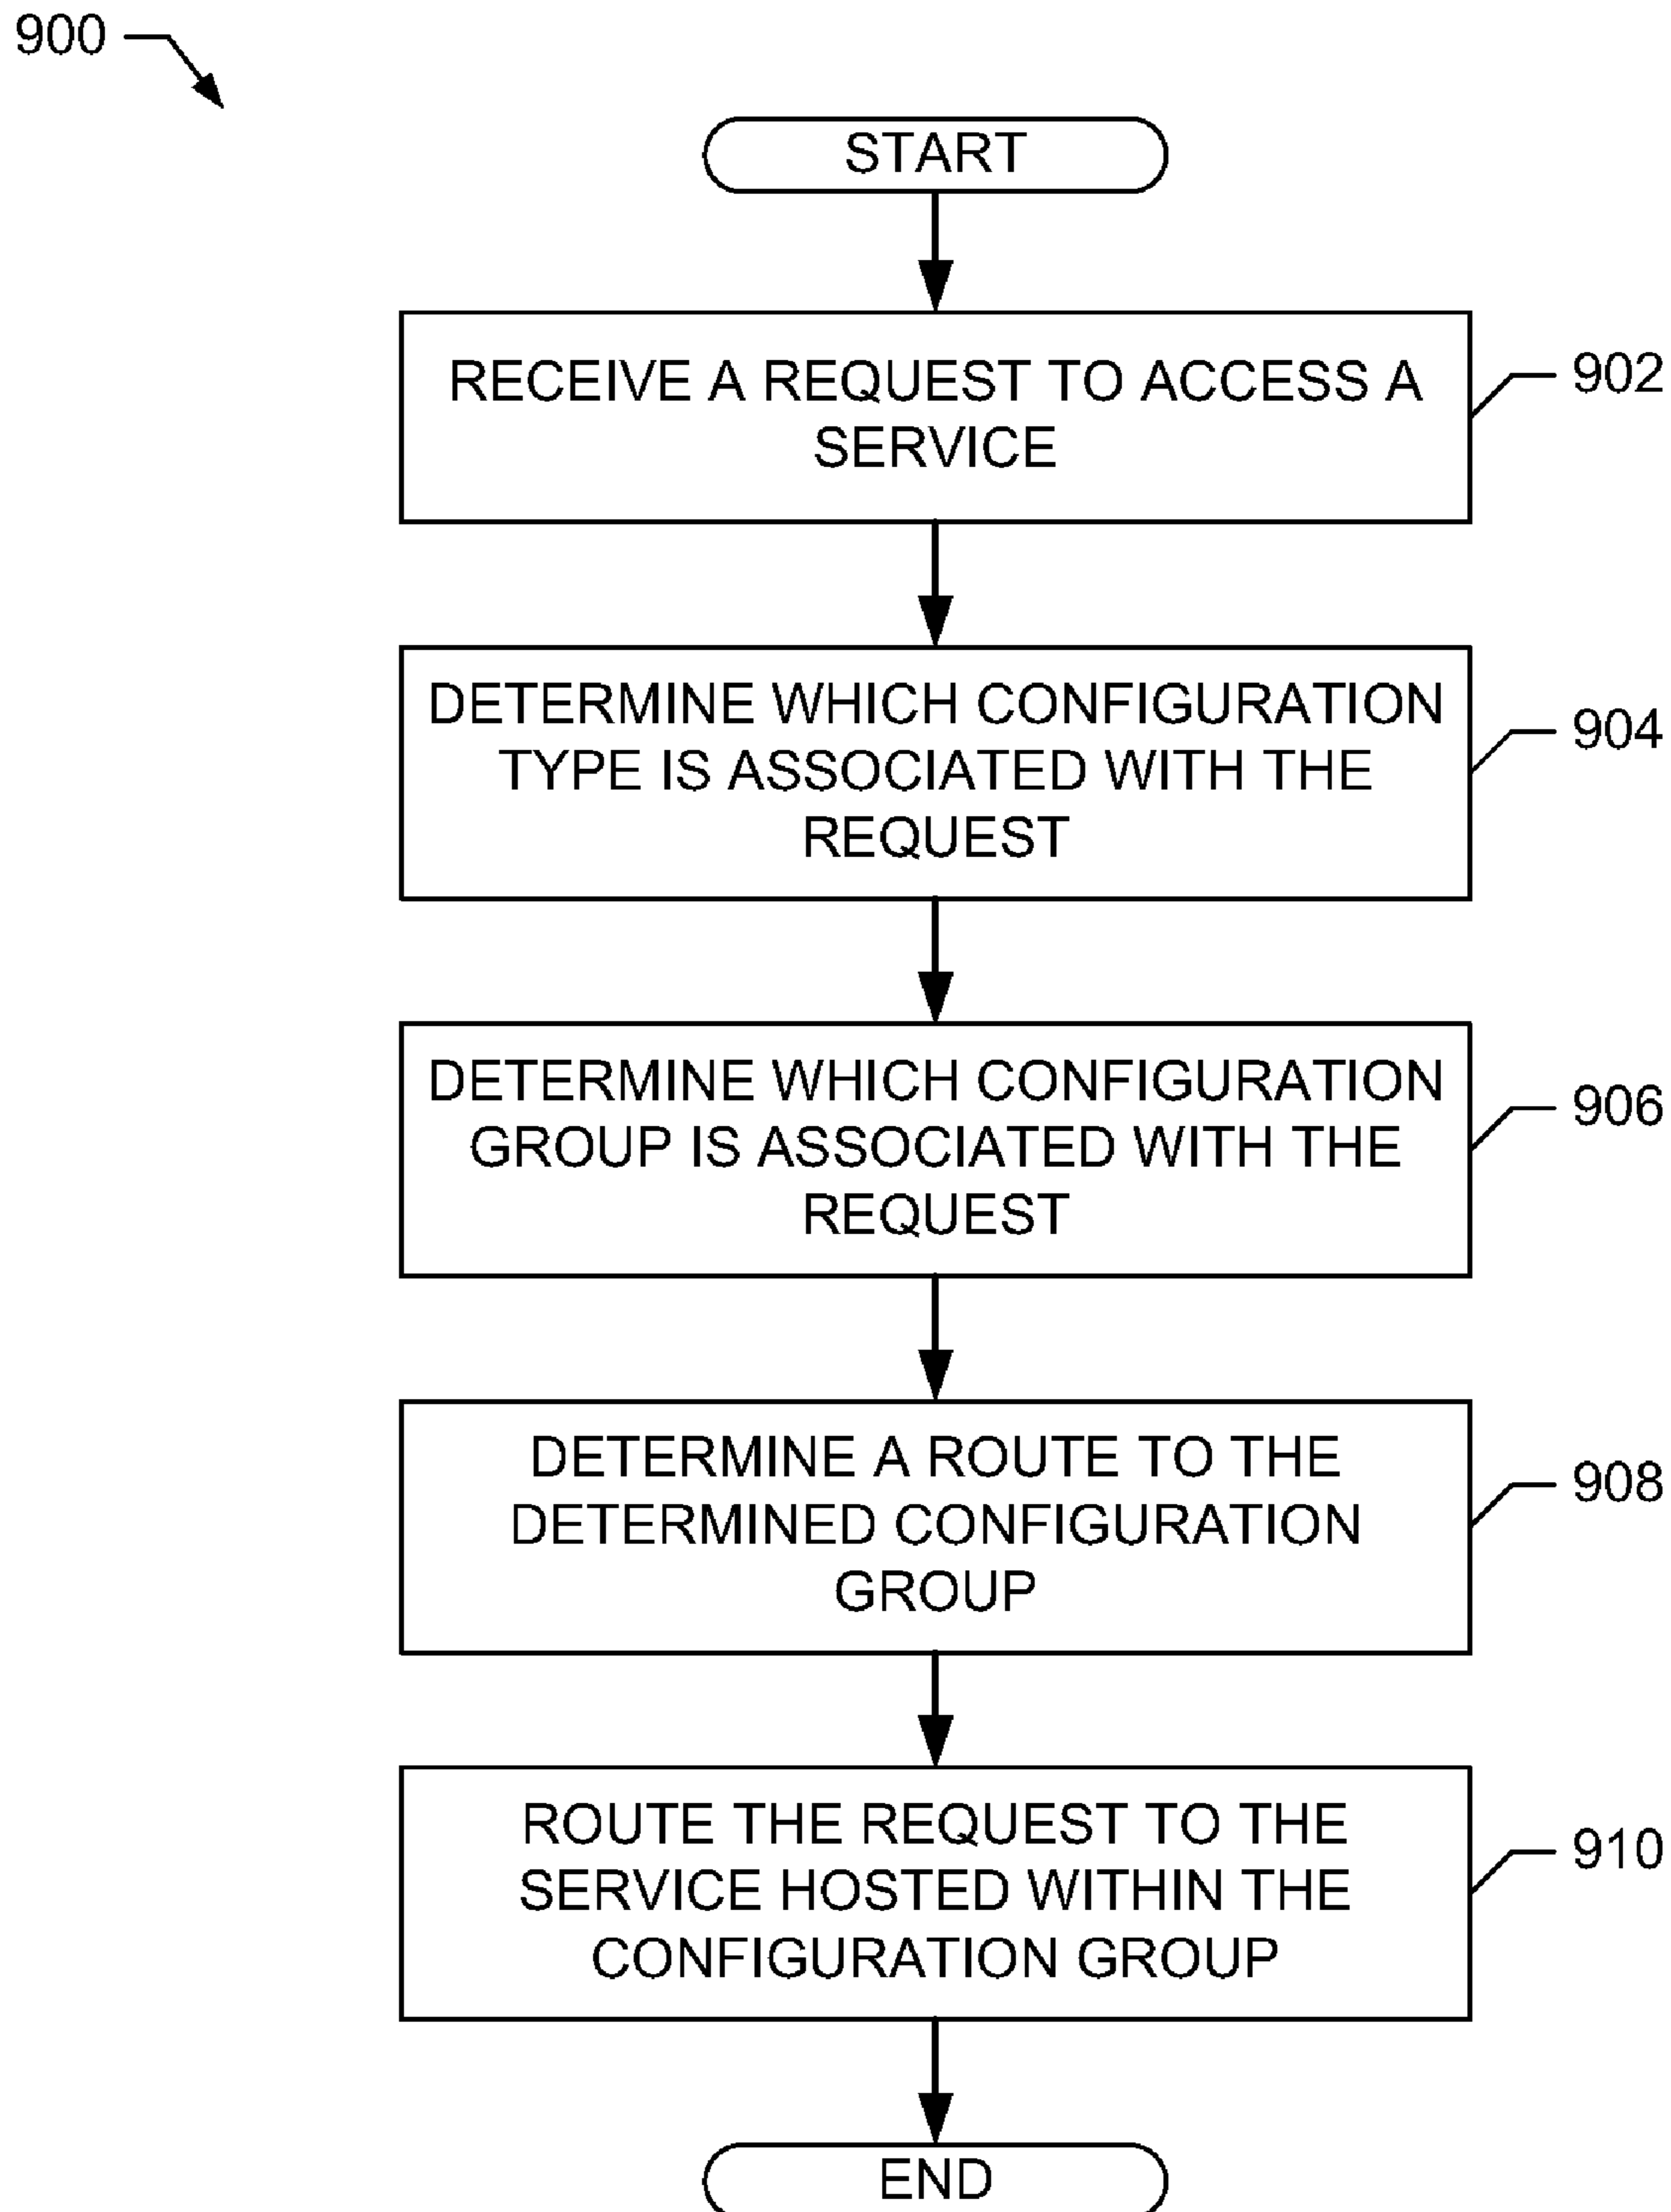 900
START
RECEIVE A REQUEST TO ACCESS A
SERVICE
902
DETERMINE WHICH CONFIGURATION
TYPE IS ASSOCIATED WITH THE
REQUEST
904
DETERMINE WHICH CONFIGURATION
GROUP IS ASSOCIATED WITH THE
REQUEST
906
DETERMINE A ROUTE TO THE
DETERMINED CONFIGURATION
GROUP
908
ROUTE THE REQUEST TO THE
SERVICE HOSTED WITHIN THE
CONFIGURATION GROUP
910
END